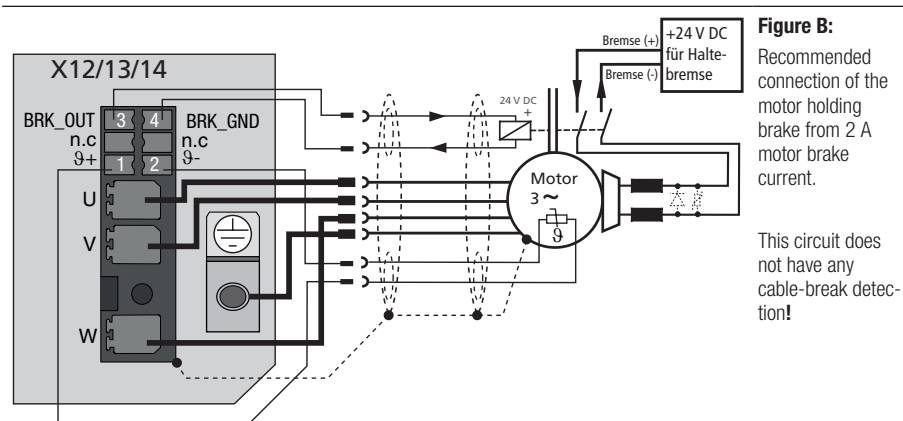 X12/13/14
BRK_OUT
3
4
BRK_GND
n.c
n.c
ϑ+
1
2
ϑ-
U
V
W
24 V DC
+
Motor
3 ~
ϑ
Bremse (+)
Bremse (-)
+24 V DC
für Halte-
bremse
Figure B:
Recommended
connection of the
motor holding
brake from 2 A
motor brake
current.
This circuit does
not have any
cable-break detec-
tion!